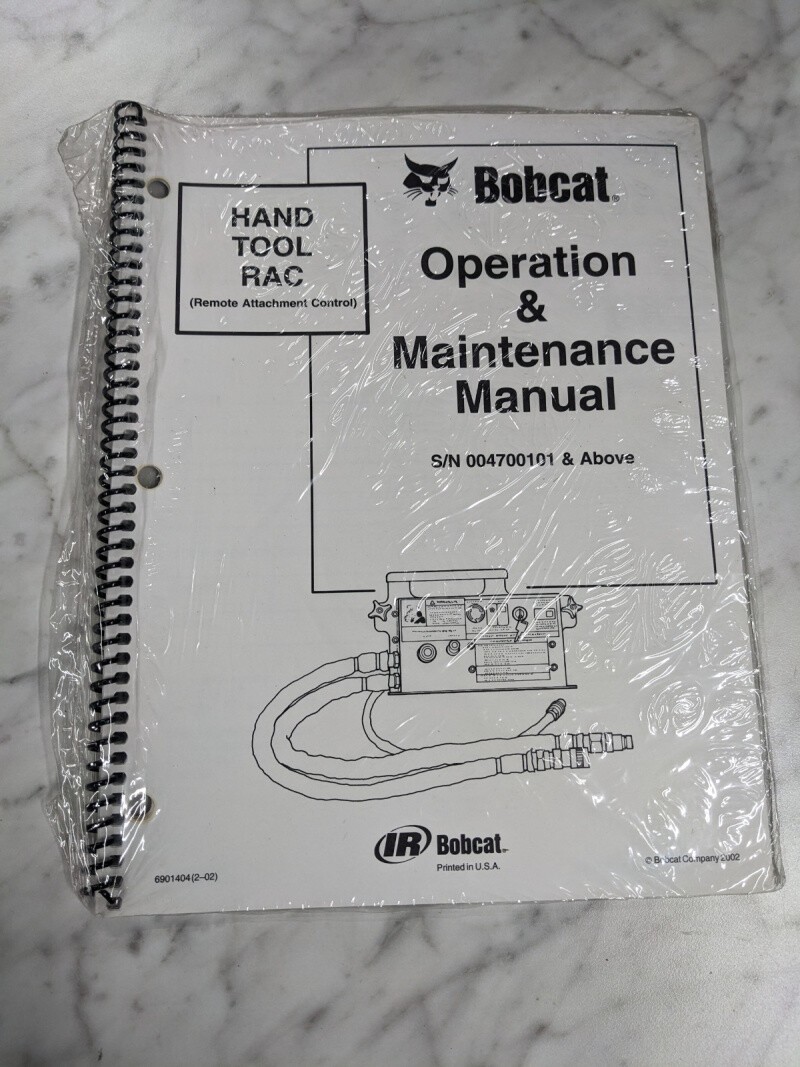 HAND
TOOL
RAC
(Remote Attachment Control)
Bobcat®
Operation
&
Maintenance
Manual
S/N 004700101 & Above
IR Bobcat
Printed in U.S.A.
6901404 (2–02)
© Bobcat Company 2002